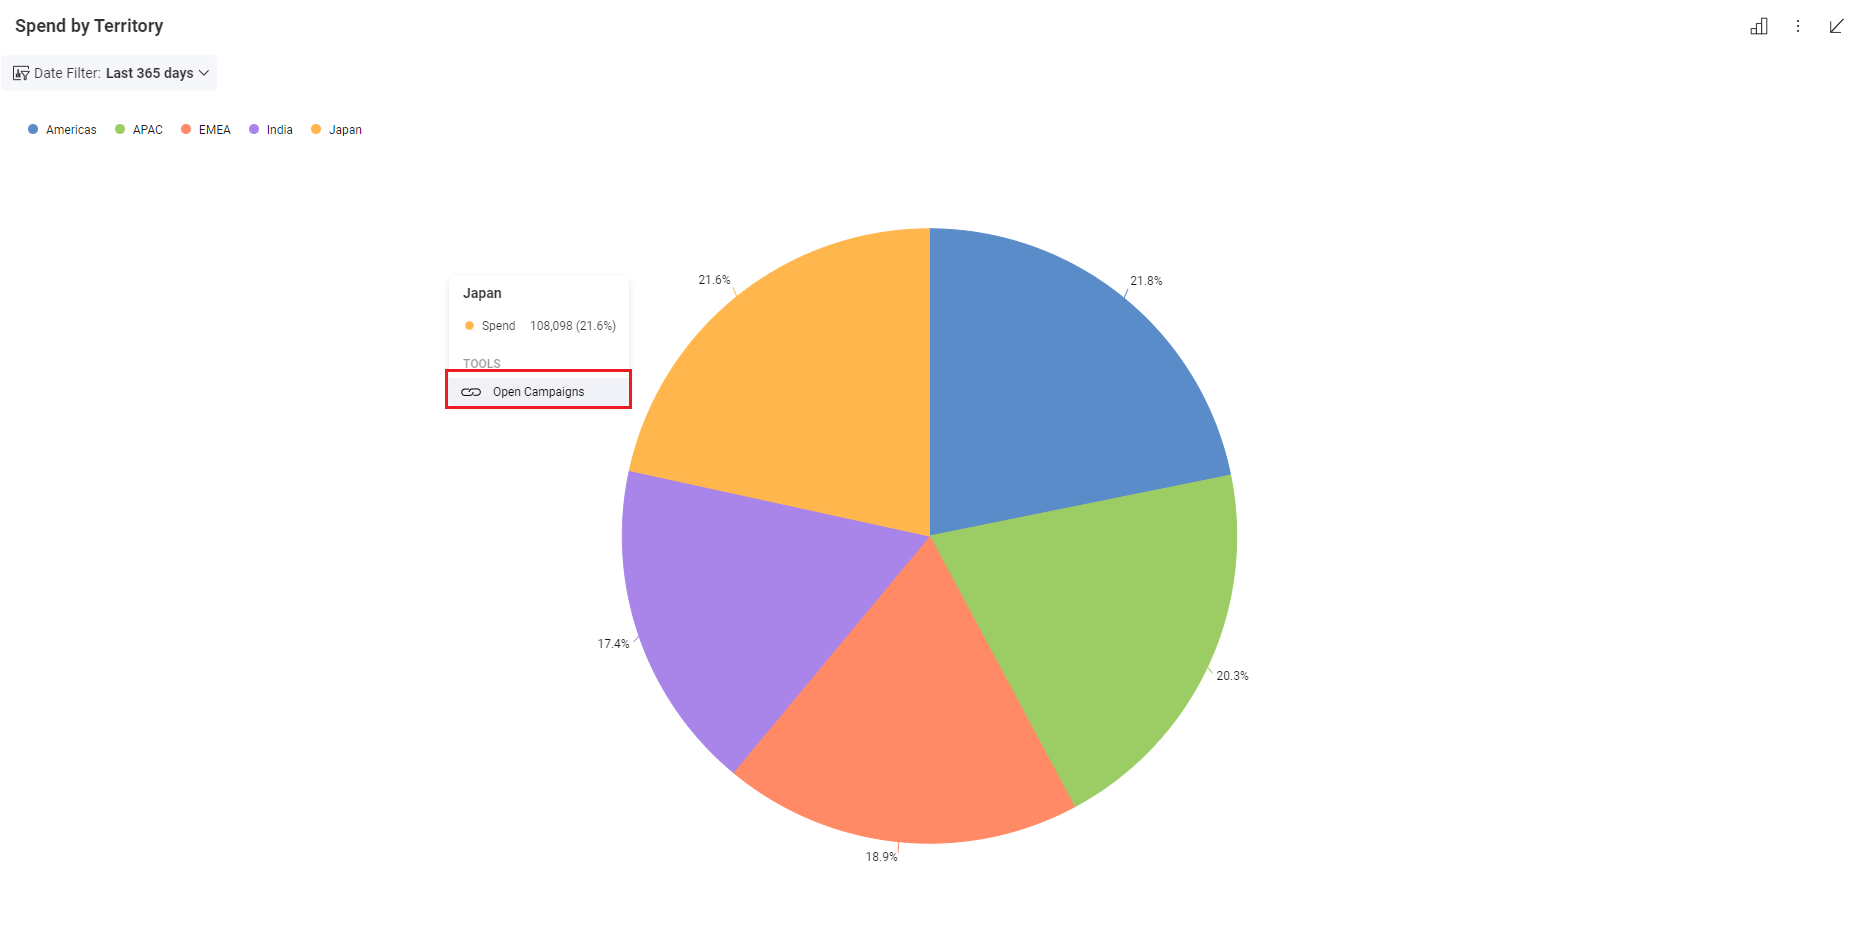 Spend by Territory
Date Filter: Last 365 days
Americas APAC EMEA India Japan
21.6%
21.8%
Japan
Spend 108,098 (21.6%)
TOOLS
Open Campaigns
17.4%
20.3%
18.9%